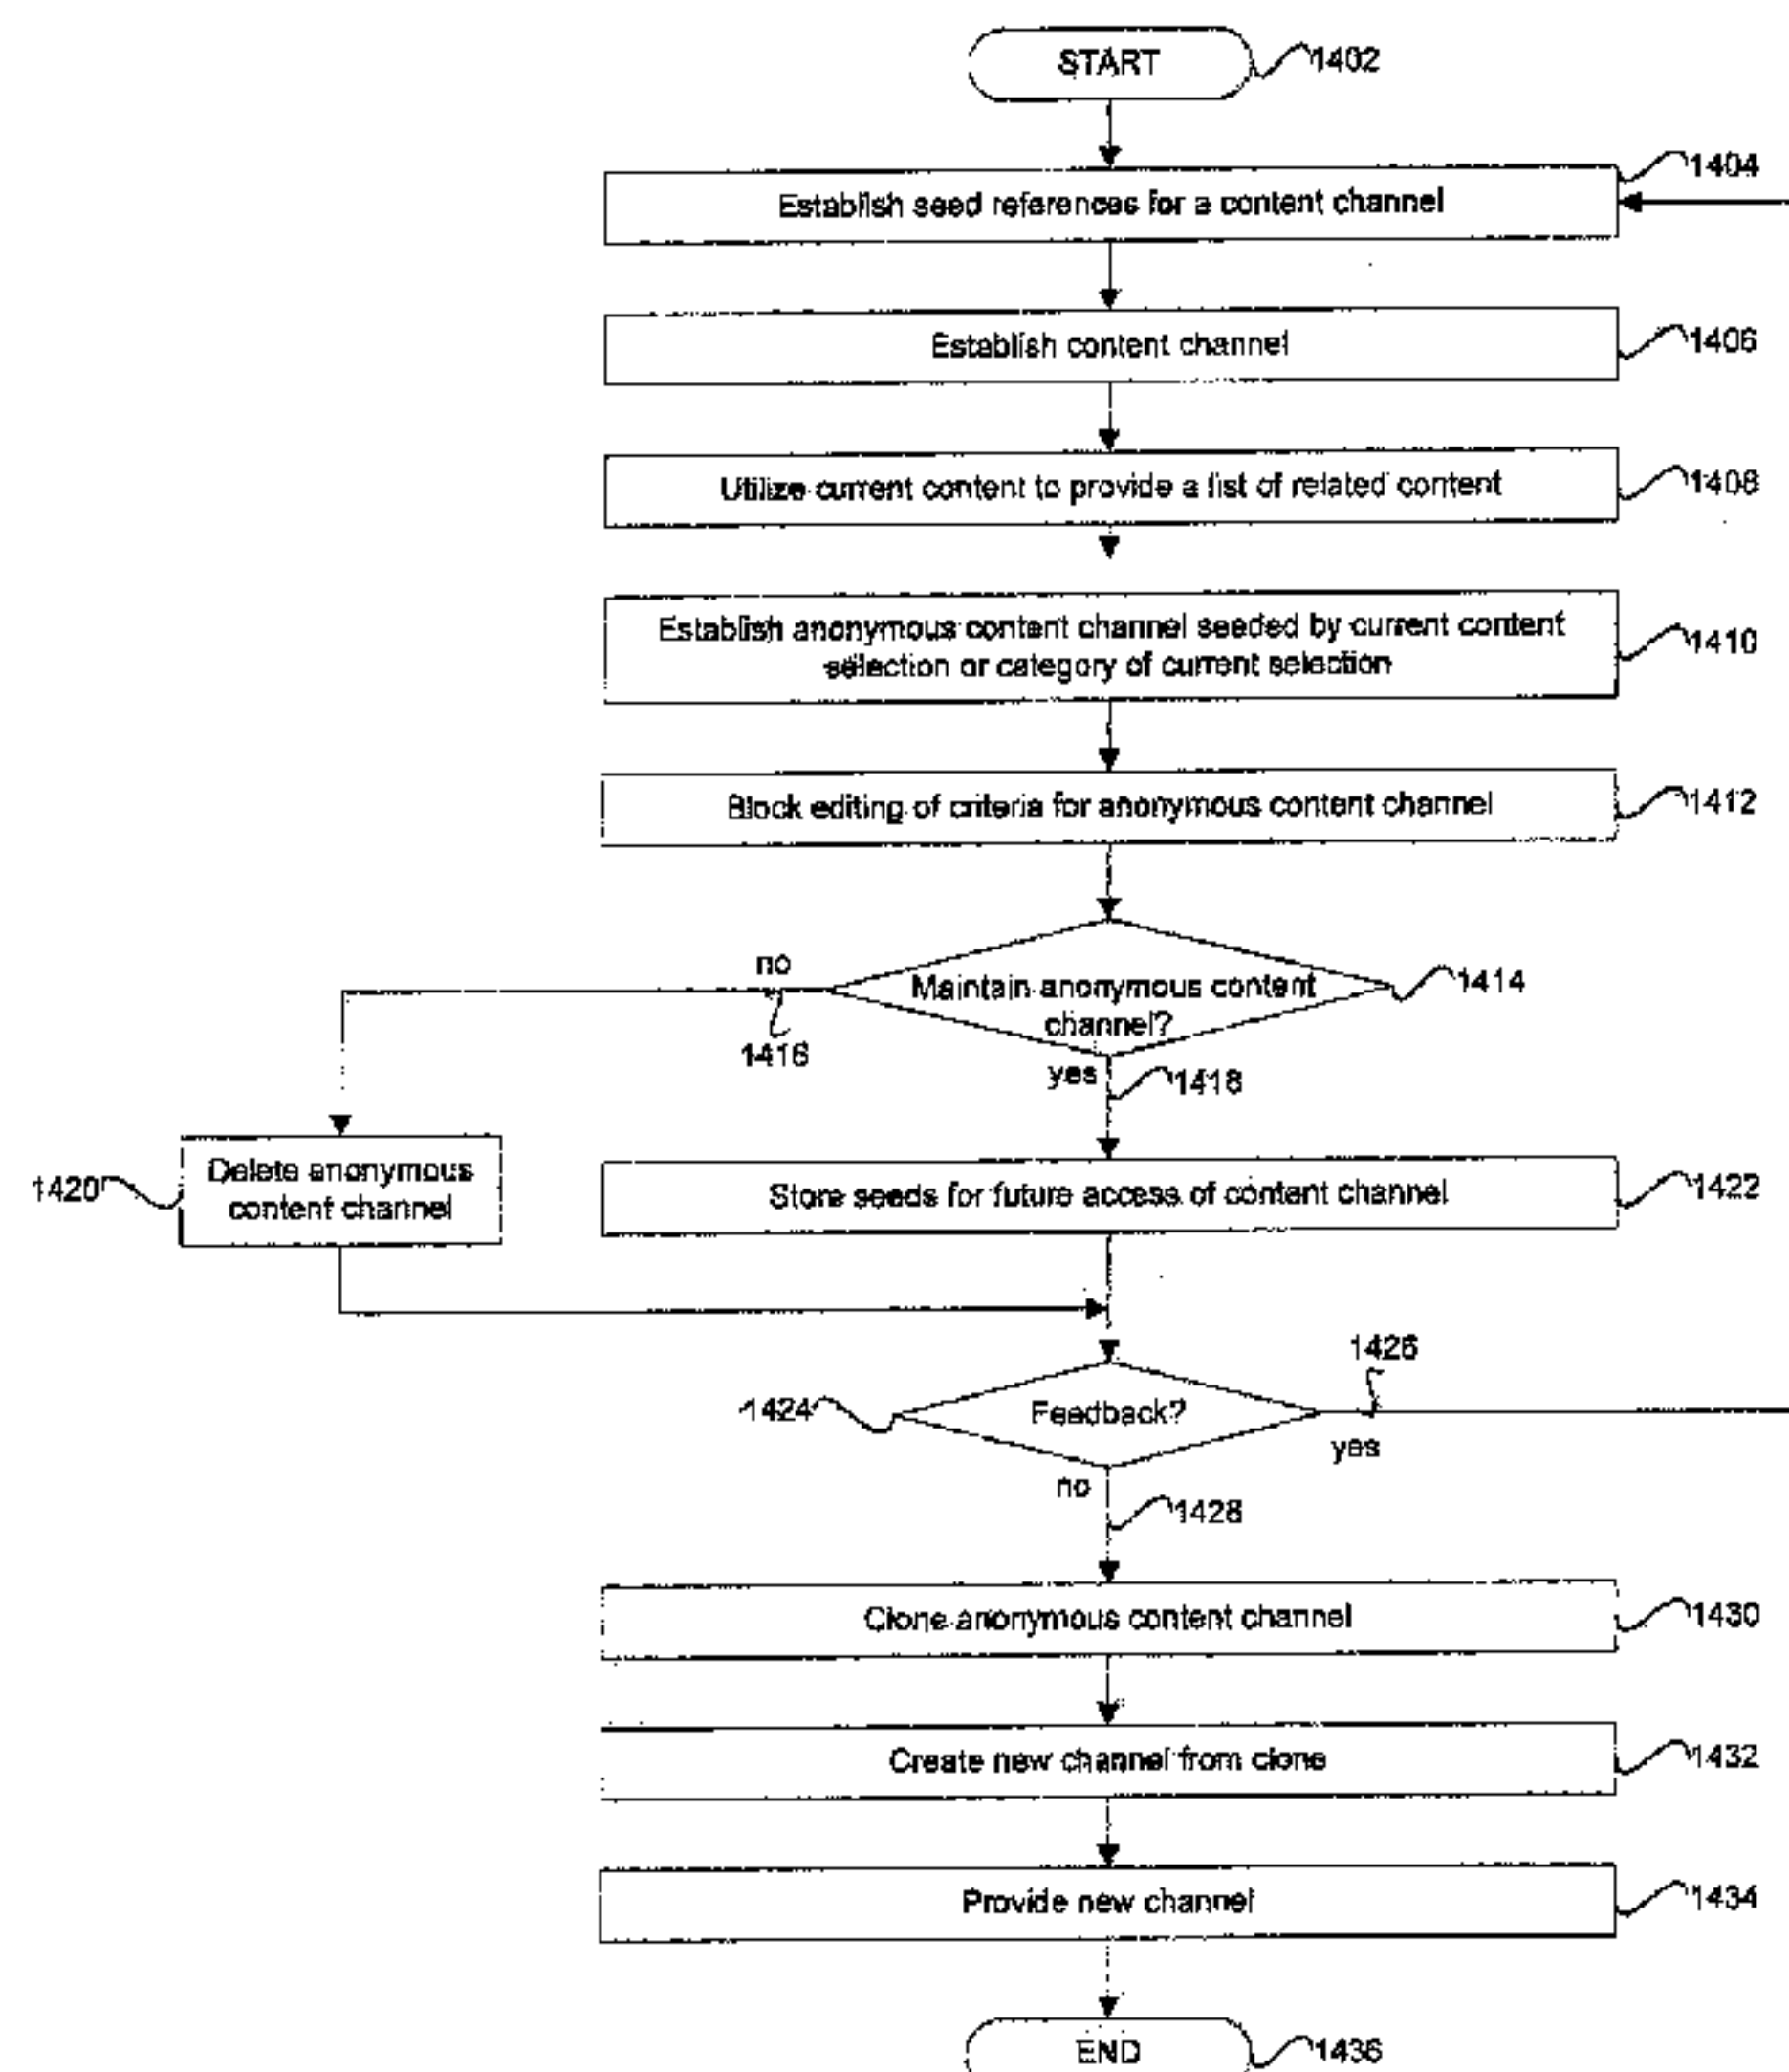 START
1402
1404
Establish seed references for a content channel
Establish content channel
1406
Utilize current content to provide a list of related content
1408
Establish anonymous content channel seeded by current content
selection or category of current selection
1410
Block editing of criteria for anonymous content channel
1412
no
Maintain anonymous content
channel?
1414
1416
yes
1418
1420
Delete anonymous
content channel
Store seeds for future access of content channel
1422
1424
Feedback?
1426
yes
no
1428
Clone anonymous content channel
1430
Create new channel from clone
1432
Provide new channel
1434
END
1436